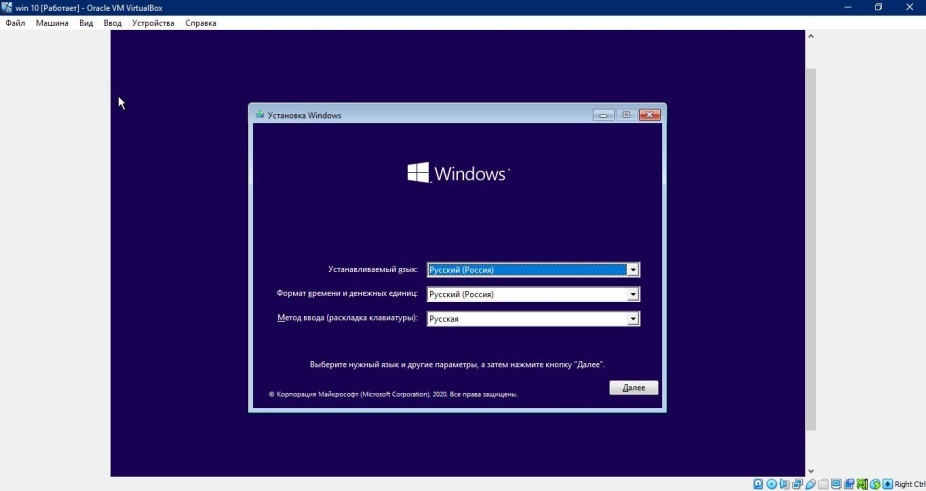 win 10 [Работает] - Oracle VM VirtualBox
Файл Машина Вид Ввод Устройства Справка
Установка Windows
Windows
Устанавливаемый язык: Русский (Россия)
Формат времени и денежных единиц: Русский (Россия)
Метод ввода (раскладка клавиатуры): Русская
Выберите нужный язык и другие параметры, а затем нажмите кнопку "Далее".
Далее
© Корпорация Майкрософт (Microsoft Corporation), 2020. Все права защищены.
Right Ctrl